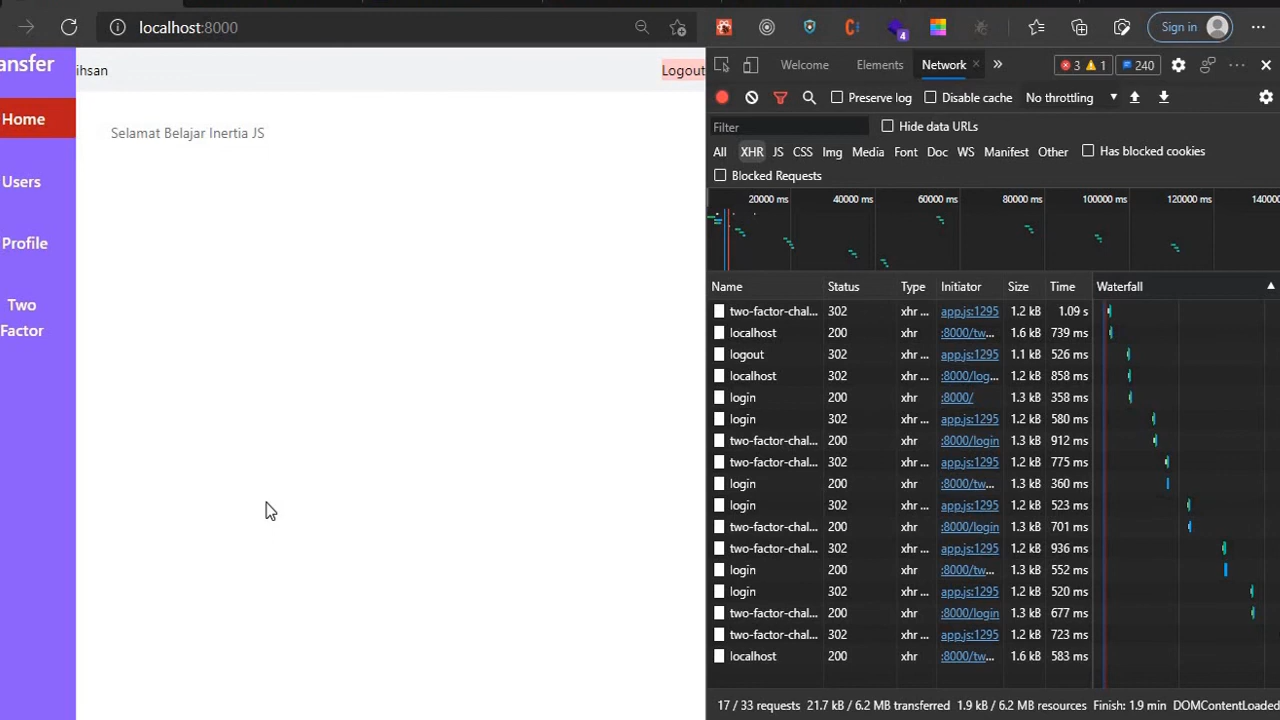 localhost:8000
4
Sign in
ansfer
ihsan
Logout
Home
Users
Profile
Two
Factor
Selamat Belajar Inertia JS
Welcome Elements Network 3 1 240
Preserve log Disable cache No throttling
Filter Hide data URLs
All XHR JS CSS Img Media Font Doc WS Manifest Other Has blocked cookies
Blocked Requests
20000 ms 40000 ms 60000 ms 80000 ms 100000 ms 120000 ms 14000
Name Status Type Initiator Size Time Waterfall
two-factor-chal... 302 xhr ... app.js:1295 1.2 kB 1.09 s
localhost 200 xhr :8000/tw... 1.6 kB 739 ms
logout 302 xhr ... app.js:1295 1.1 kB 526 ms
localhost 302 xhr ... :8000/log... 1.2 kB 858 ms
login 200 xhr :8000/ 1.3 kB 358 ms
login 302 xhr ... app.js:1295 1.2 kB 580 ms
two-factor-chal... 200 xhr :8000/login 1.3 kB 912 ms
two-factor-chal... 302 xhr ... app.js:1295 1.2 kB 775 ms
login 200 xhr :8000/tw... 1.3 kB 360 ms
login 302 xhr ... app.js:1295 1.2 kB 523 ms
two-factor-chal... 200 xhr :8000/login 1.3 kB 701 ms
two-factor-chal... 302 xhr ... app.js:1295 1.2 kB 936 ms
login 200 xhr :8000/tw... 1.3 kB 552 ms
login 302 xhr ... app.js:1295 1.2 kB 520 ms
two-factor-chal... 200 xhr :8000/login 1.3 kB 677 ms
two-factor-chal... 302 xhr ... app.js:1295 1.2 kB 723 ms
localhost 200 xhr :8000/tw... 1.6 kB 583 ms
17 / 33 requests 21.7 kB / 6.2 MB transferred 1.9 kB / 6.2 MB resources Finish: 1.9 min DOMContentLoaded